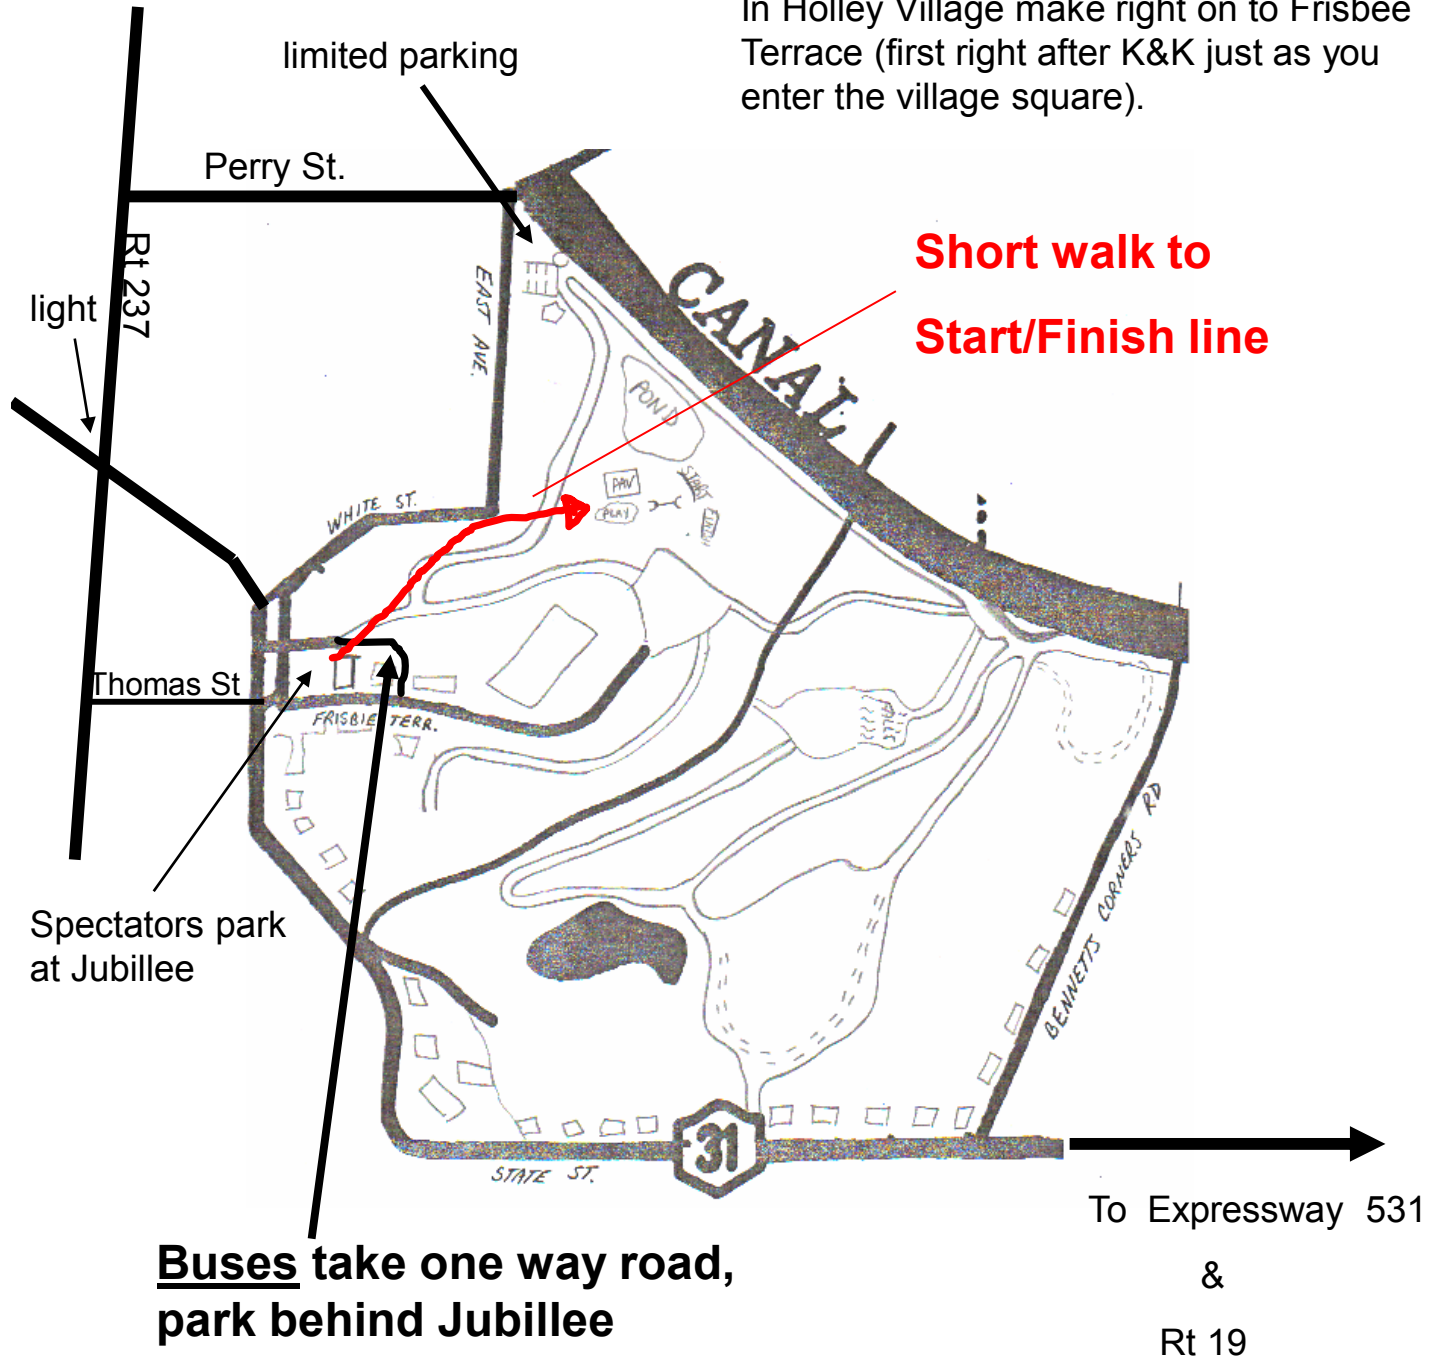 In Holley Village make right on to Frisbee
Terrace (first right after K&K just as you
enter the village square).
limited parking
Perry St.
Rt 237
light
EAST AVE.
CANAL
Short walk to
Start/Finish line
POND
PAV
PLAY
START
FINISH
WHITE ST.
Thomas St
FRISBIE TERR.
FALLS
BENNETTS CORNERS RD
Spectators park
at Jubillee
31
STATE ST.
To Expressway 531
&
Rt 19
Buses take one way road,
park behind Jubillee